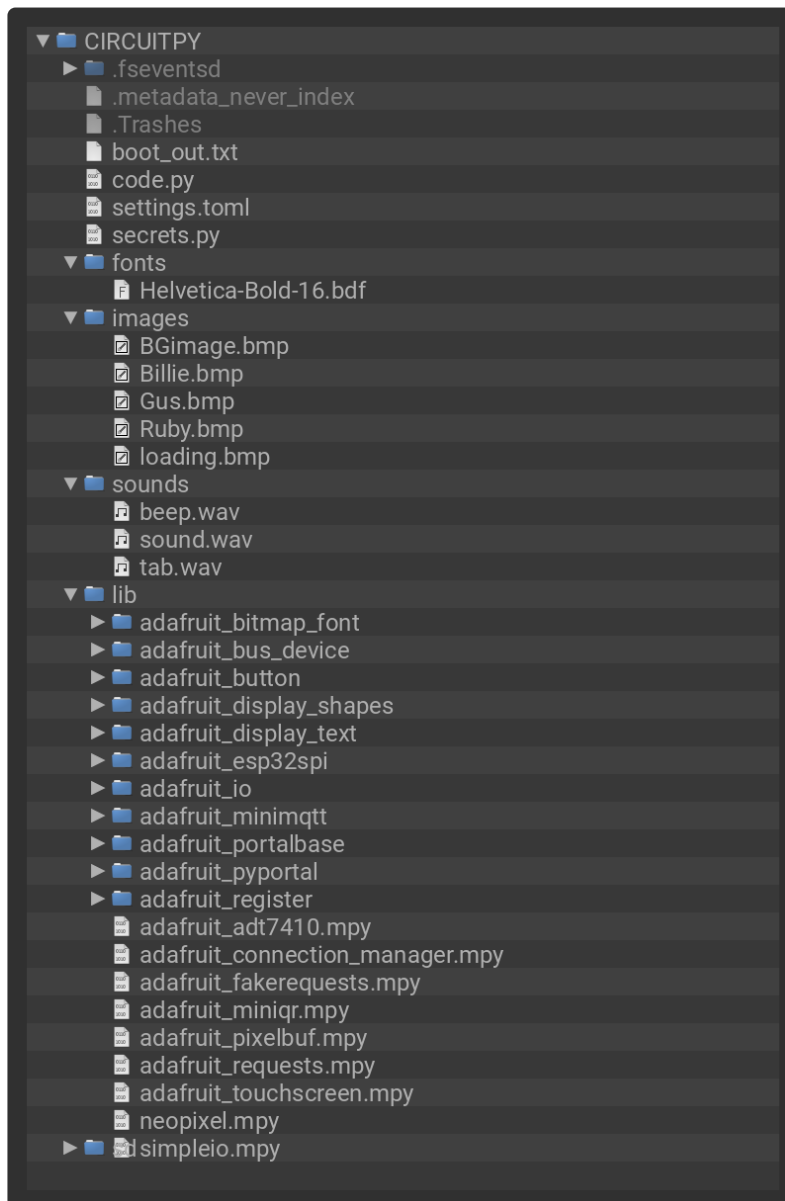 CIRCUITPY
.fseventsd
.metadata_never_index
.Trashes
boot_out.txt
code.py
settings.toml
secrets.py
fonts
Helvetica-Bold-16.bdf
images
BGimage.bmp
Billie.bmp
Gus.bmp
Ruby.bmp
loading.bmp
sounds
beep.wav
sound.wav
tab.wav
lib
adafruit_bitmap_font
adafruit_bus_device
adafruit_button
adafruit_display_shapes
adafruit_display_text
adafruit_esp32spi
adafruit_io
adafruit_minimqtt
adafruit_portalbase
adafruit_pyportal
adafruit_register
adafruit_adt7410.mpy
adafruit_connection_manager.mpy
adafruit_fakerequests.mpy
adafruit_miniqr.mpy
adafruit_pixelbuf.mpy
adafruit_requests.mpy
adafruit_touchscreen.mpy
neopixel.mpy
sd simpleio.mpy